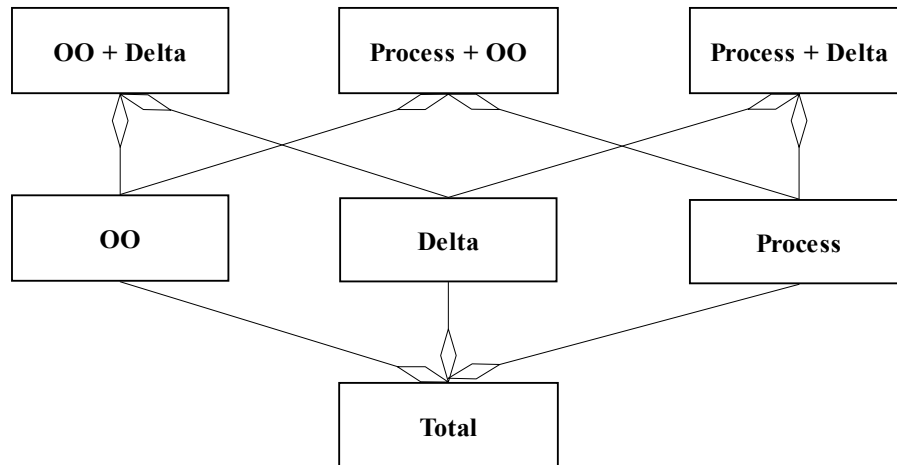 OO + Delta
Process + OO
Process + Delta
OO
Delta
Process
Total